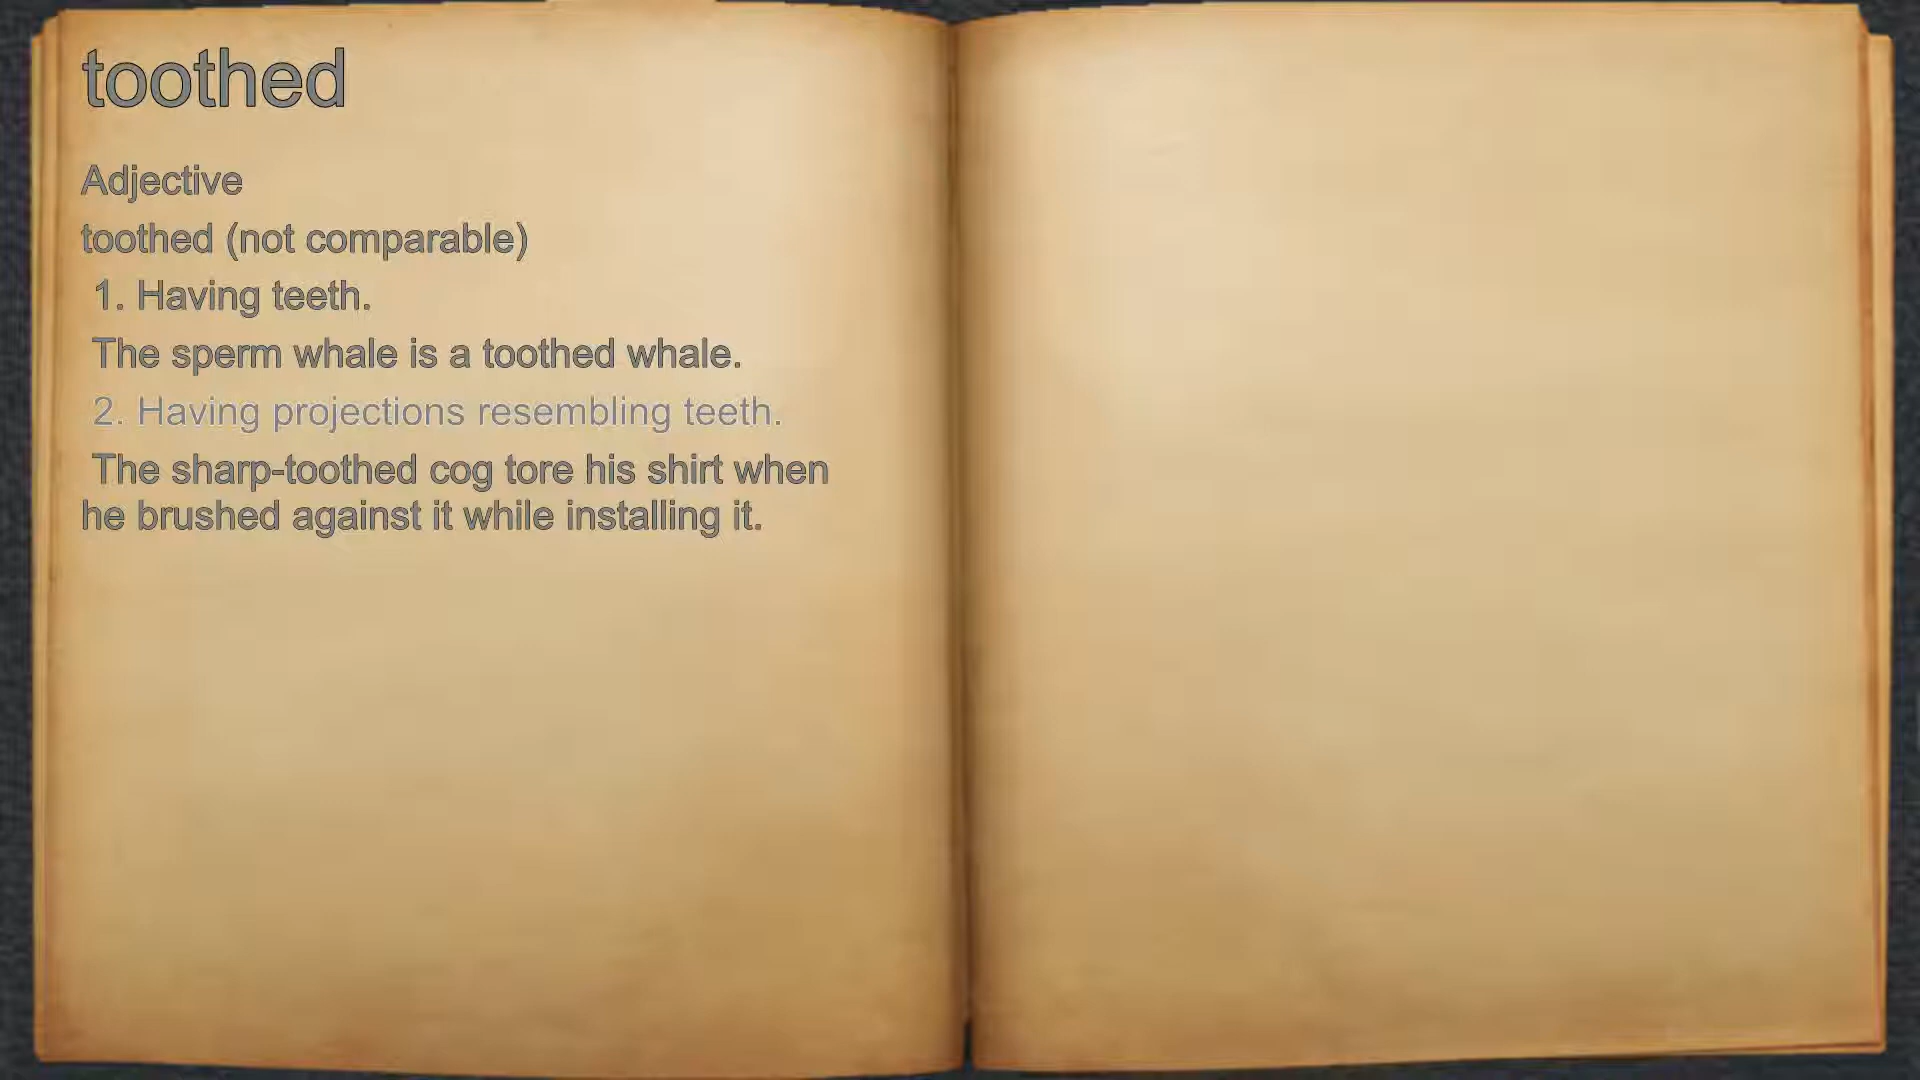 toothed
Adjective
toothed (not comparable)
1. Having teeth.
The sperm whale is a toothed whale.
2. Having projections resembling teeth.
The sharp-toothed cog tore his shirt when
he brushed against it while installing it.